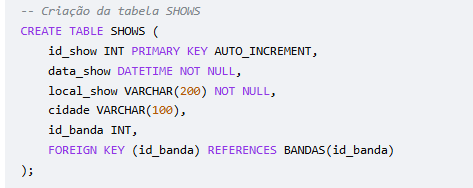 -- Criação da tabela SHOWS
CREATE TABLE SHOWS (
    id_show INT PRIMARY KEY AUTO_INCREMENT,
    data_show DATETIME NOT NULL,
    local_show VARCHAR(200) NOT NULL,
    cidade VARCHAR(100),
    id_banda INT,
    FOREIGN KEY (id_banda) REFERENCES BANDAS(id_banda)
);